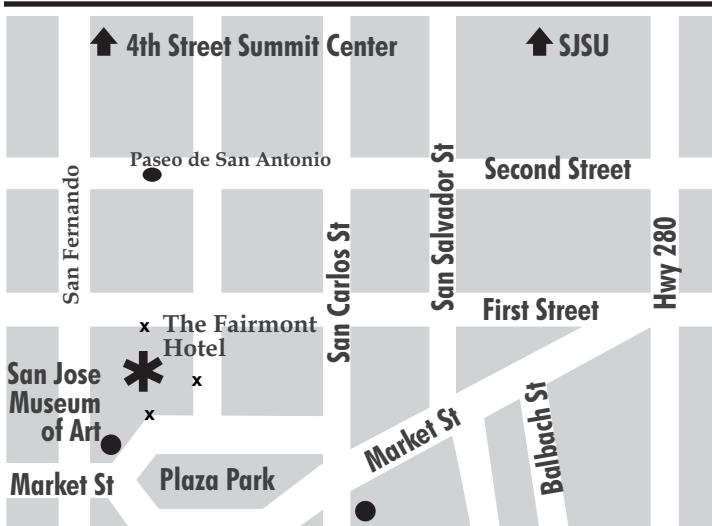 4th Street Summit Center
SJSU
Paseo de San Antonio
Second Street
San Fernando
San Carlos St
San Salvador St
Hwy 280
First Street
x
The Fairmont
Hotel
x
x
San Jose
Museum
of Art
Market St
Plaza Park
Market St
Balbach St